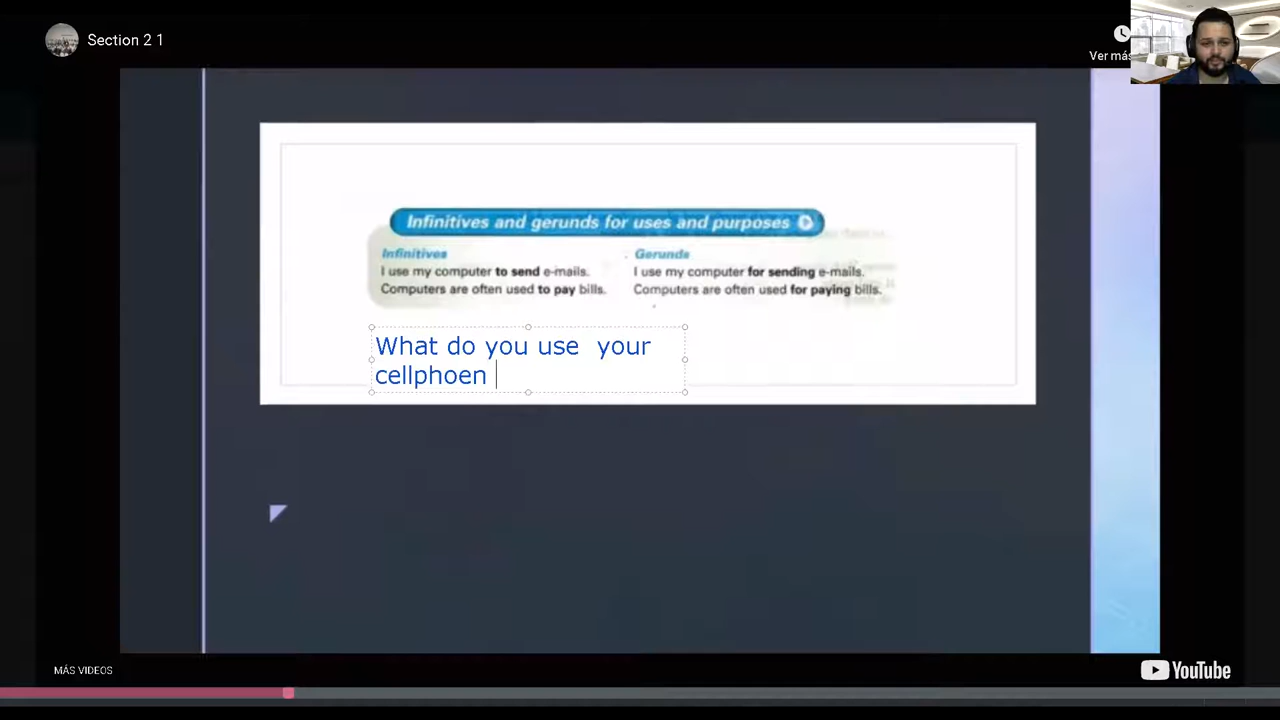 Section 2 1
Ver más
Infinitives and gerunds for uses and purposes
Infinitives
I use my computer to send e-mails.
Computers are often used to pay bills.
Gerunds
I use my computer for sending e-mails.
Computers are often used for paying bills.
What do you use  your
cellphoen
MÁS VIDEOS
YouTube